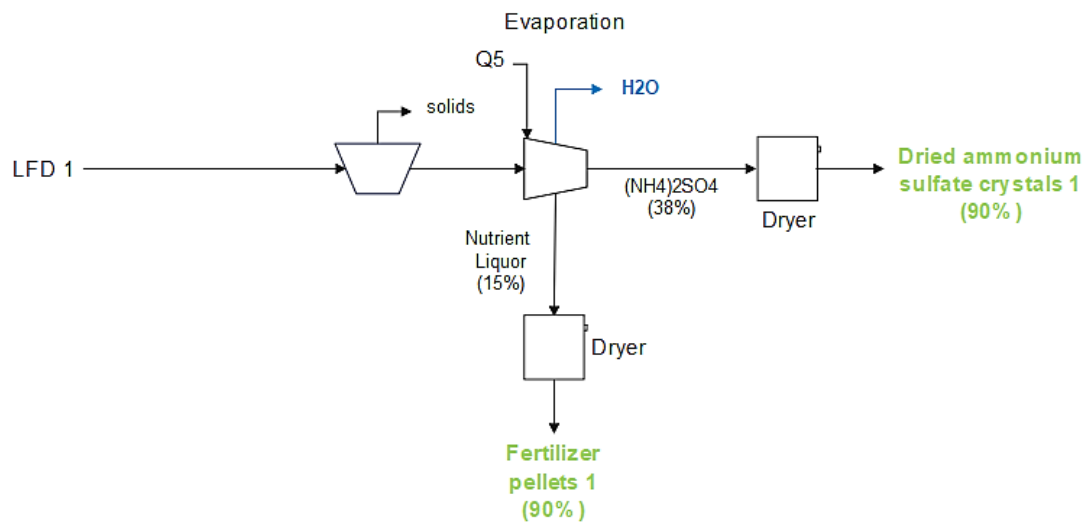 Evaporation
Q5
H2O
solids
LFD 1
(NH4)2SO4
(38%)
Dryer
Dried ammonium
sulfate crystals 1
(90%)
Nutrient
Liquor
(15%)
Dryer
Fertilizer
pellets 1
(90%)